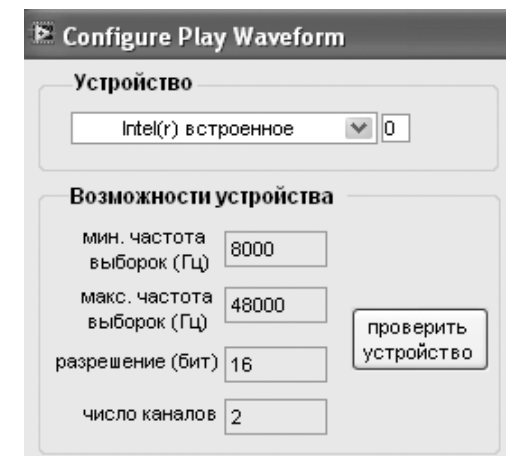 Configure Play Waveform
Устройство
Intel(r) встроенное 0
Возможности устройства
мин. частота
выборок (Гц) 8000
макс. частота
выборок (Гц) 48000
проверить
устройство
разрешение (бит) 16
число каналов 2